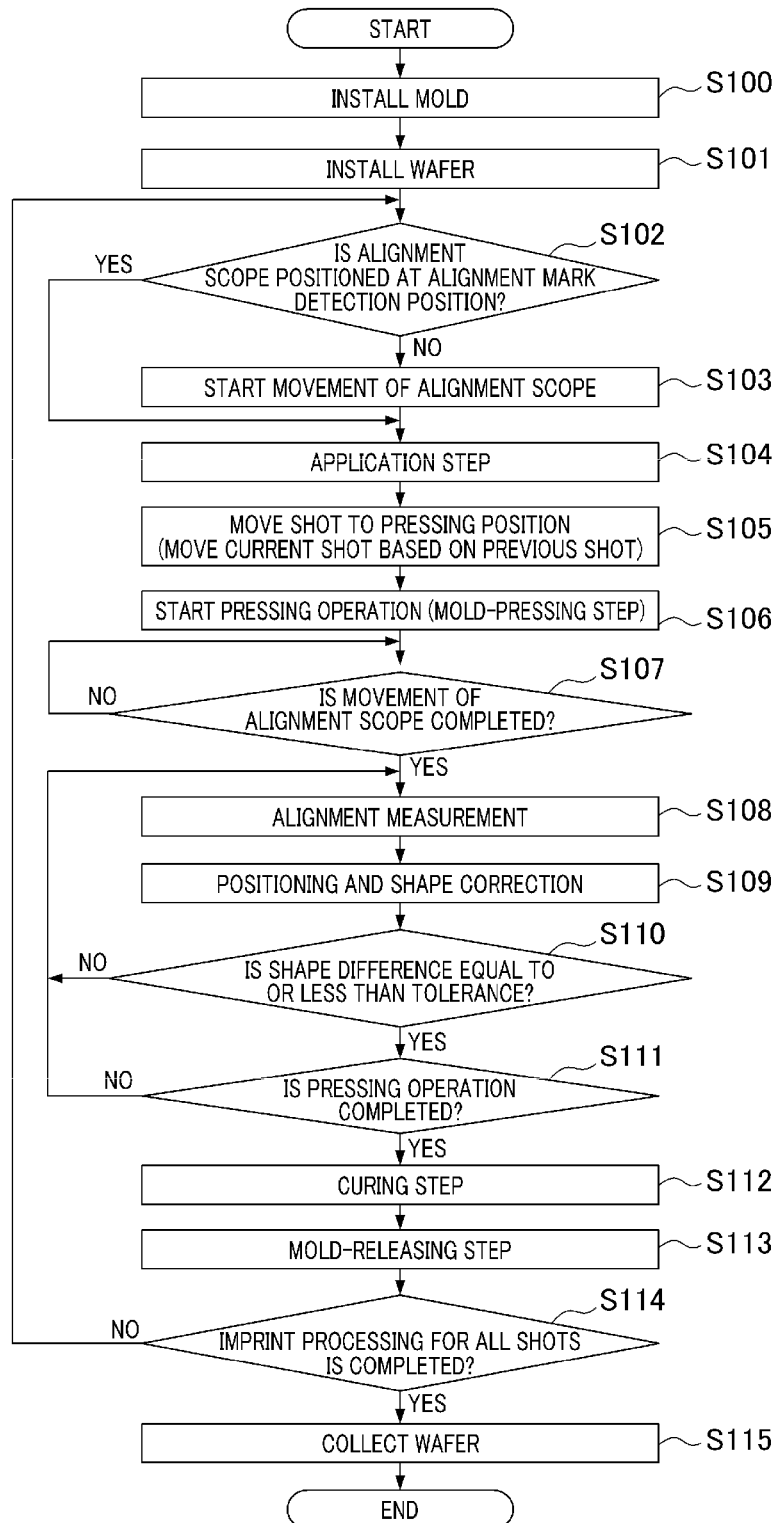 START
INSTALL MOLD
S100
INSTALL WAFER
S101
IS ALIGNMENT
SCOPE POSITIONED AT ALIGNMENT MARK
DETECTION POSITION?
S102
YES
NO
START MOVEMENT OF ALIGNMENT SCOPE
S103
APPLICATION STEP
S104
MOVE SHOT TO PRESSING POSITION
(MOVE CURRENT SHOT BASED ON PREVIOUS SHOT)
S105
START PRESSING OPERATION (MOLD-PRESSING STEP)
S106
IS MOVEMENT OF
ALIGNMENT SCOPE COMPLETED?
S107
NO
YES
ALIGNMENT MEASUREMENT
S108
POSITIONING AND SHAPE CORRECTION
S109
IS SHAPE DIFFERENCE EQUAL TO
OR LESS THAN TOLERANCE?
S110
NO
YES
IS PRESSING OPERATION
COMPLETED?
S111
NO
YES
CURING STEP
S112
MOLD-RELEASING STEP
S113
IMPRINT PROCESSING FOR ALL SHOTS
IS COMPLETED?
S114
NO
YES
COLLECT WAFER
S115
END